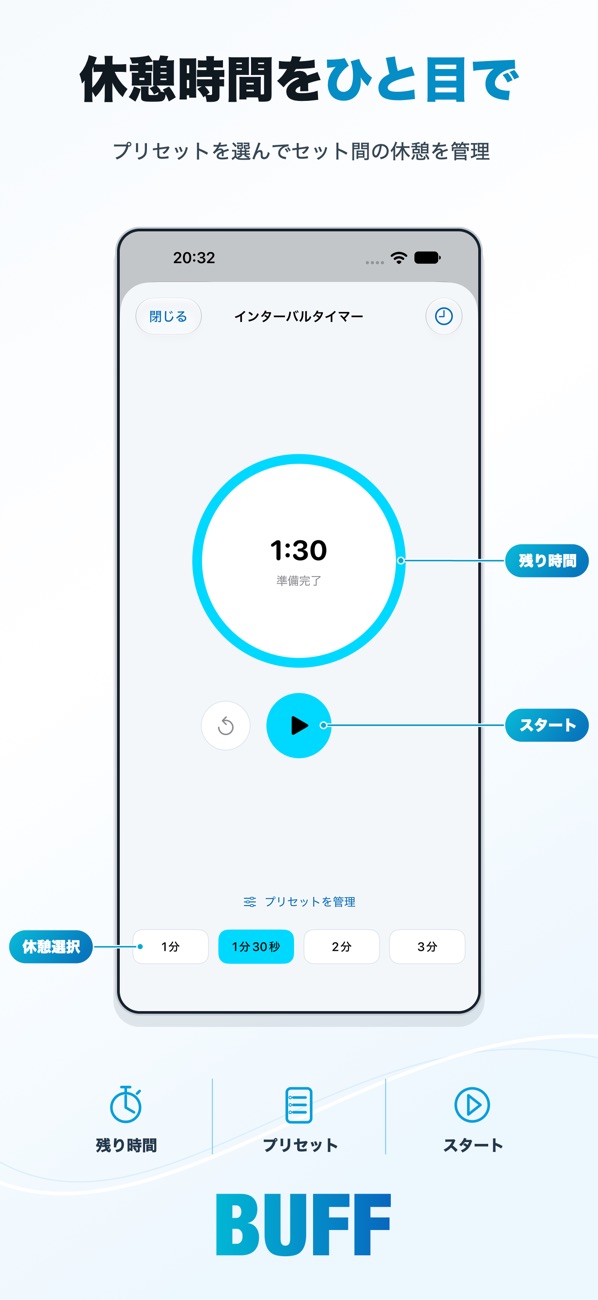 休憩時間をひと目で
プリセットを選んでセット間の休憩を管理
20:32
閉じる インターバルタイマー
1:30
準備完了
残り時間
スタート
プリセットを管理
休憩選択
1分 1分30秒 2分 3分
残り時間 プリセット スタート
BUFF